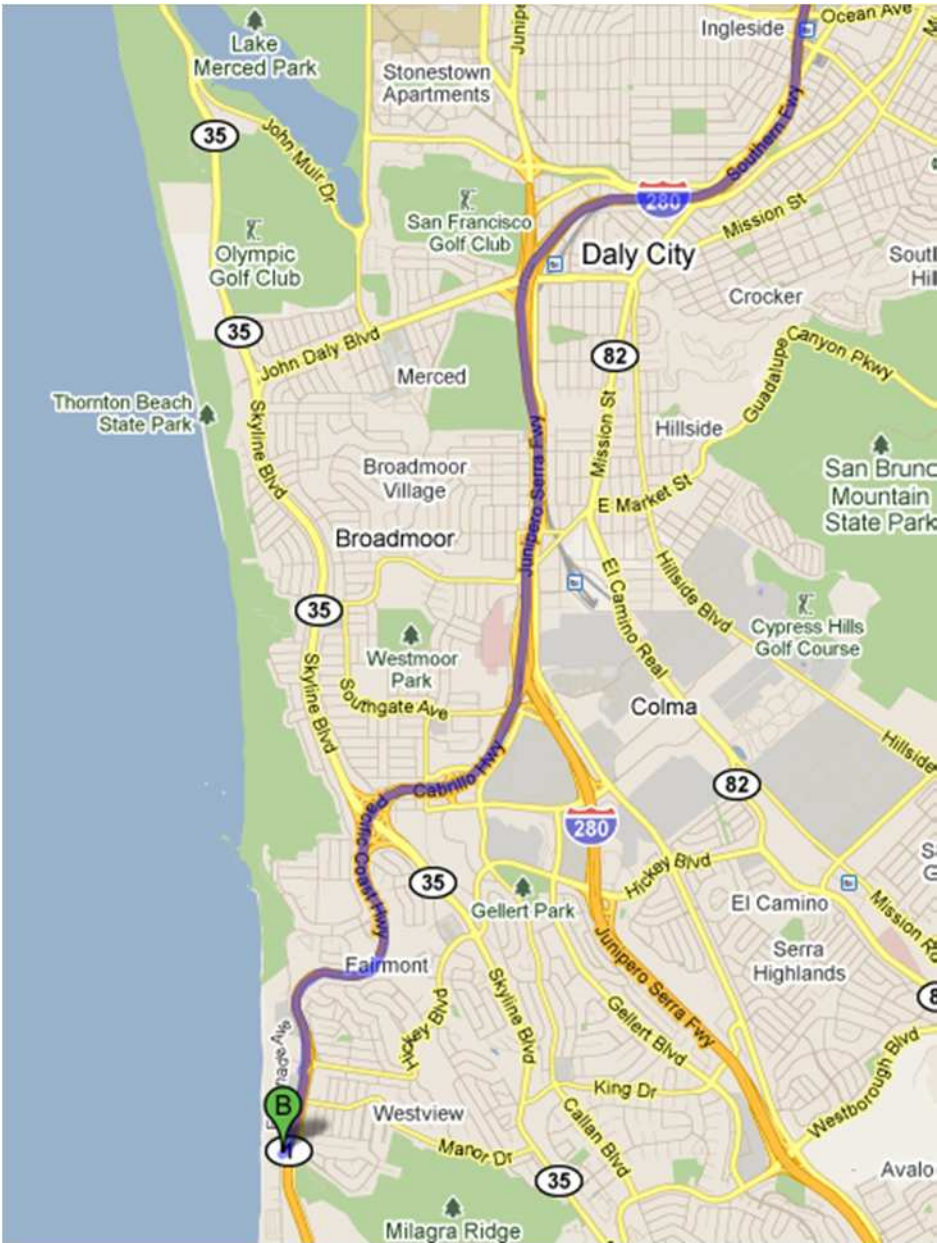 Ocean Ave
Ingleside
Lake
Merced Park
Stonestown
Apartments
35
John Muir Dr
Southern Fwy
280
Mission St
San Francisco
Golf Club
Olympic
Golf Club
Daly City
Crocker
35
John Daly Blvd
82
Canyon Pkwy
Guadalupe
Merced
Thornton Beach
State Park
Skyline Blvd
Mission St
Hillside
Junipero Serra Fwy
Broadmoor
Village
E Market St
San Bruno
Mountain
State Park
Broadmoor
35
El Camino Real
Hillside Blvd
Cypress Hills
Golf Course
Westmoor
Park
Skyline Blvd
Southgate Ave
Colma
Hillside
Cabrillo Hwy
82
Pacific Coast Hwy
280
35
Hickey Blvd
Gellert Park
El Camino
Mission
Fairmont
Junipero Serra Fwy
Serra
Highlands
Skyline Blvd
Hickey Blvd
Gellert Blvd
King Dr
Westborough Blvd
B
Westview
Callan Blvd
1
Manor Dr
35
Avalo
Milagra Ridge